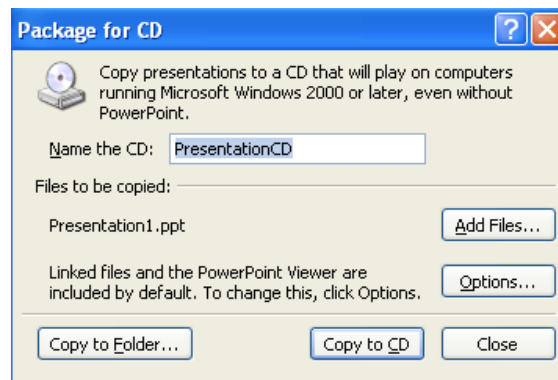 Package for CD
Copy presentations to a CD that will play on computers
running Microsoft Windows 2000 or later, even without
PowerPoint.
Name the CD: PresentationCD
Files to be copied:
Presentation1.ppt
Add Files...
Linked files and the PowerPoint Viewer are
included by default. To change this, click Options.
Options...
Copy to Folder... Copy to CD Close